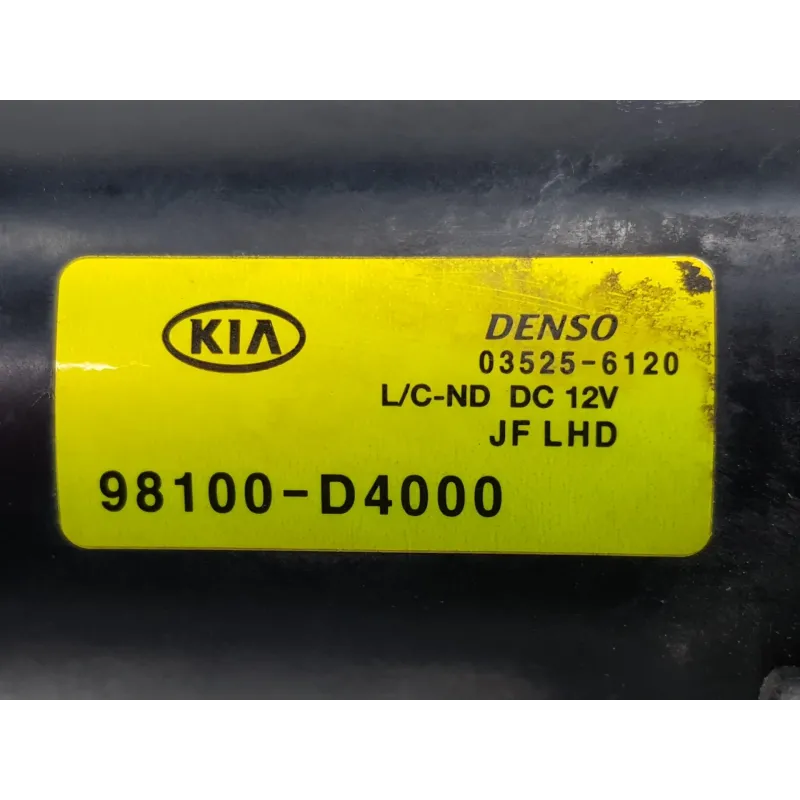 KIA
DENSO
03525-6120
L/C-ND DC 12V
JF LHD
98100-D4000